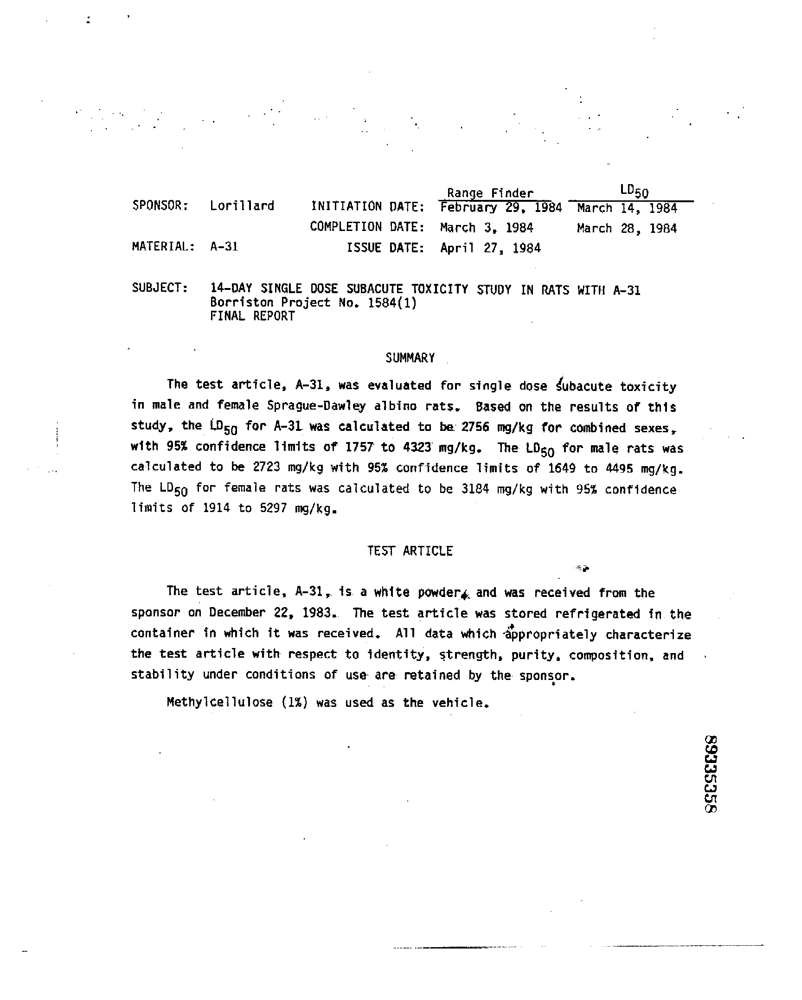 Range Finder LD50
SPONSOR: Lorillard INITIATION DATE: February 29, 1984 March 14, 1984
COMPLETION DATE: March 3, 1984 March 28, 1984
MATERIAL: A-31 ISSUE DATE: April 27, 1984
SUBJECT: 14-DAY SINGLE DOSE SUBACUTE TOXICITY STUDY IN RATS WITH A-31
Borriston Project No. 1584(1)
FINAL REPORT
SUMMARY
The test article, A-31, was evaluated for single dose subacute toxicity
in male and female Sprague-Dawley albino rats. Based on the results of this
study, the LD50 for A-31 was calculated to be 2756 mg/kg for combined sexes,
with 95% confidence limits of 1757 to 4323 mg/kg. The LD50 for male rats was
calculated to be 2723 mg/kg with 95% confidence limits of 1649 to 4495 mg/kg.
The LD50 for female rats was calculated to be 3184 mg/kg with 95% confidence
limits of 1914 to 5297 mg/kg.
TEST ARTICLE
The test article, A-31, is a white powder, and was received from the
sponsor on December 22, 1983. The test article was stored refrigerated in the
container in which it was received. All data which appropriately characterize
the test article with respect to identity, strength, purity, composition, and
stability under conditions of use are retained by the sponsor.
Methylcellulose (1%) was used as the vehicle.
89335358